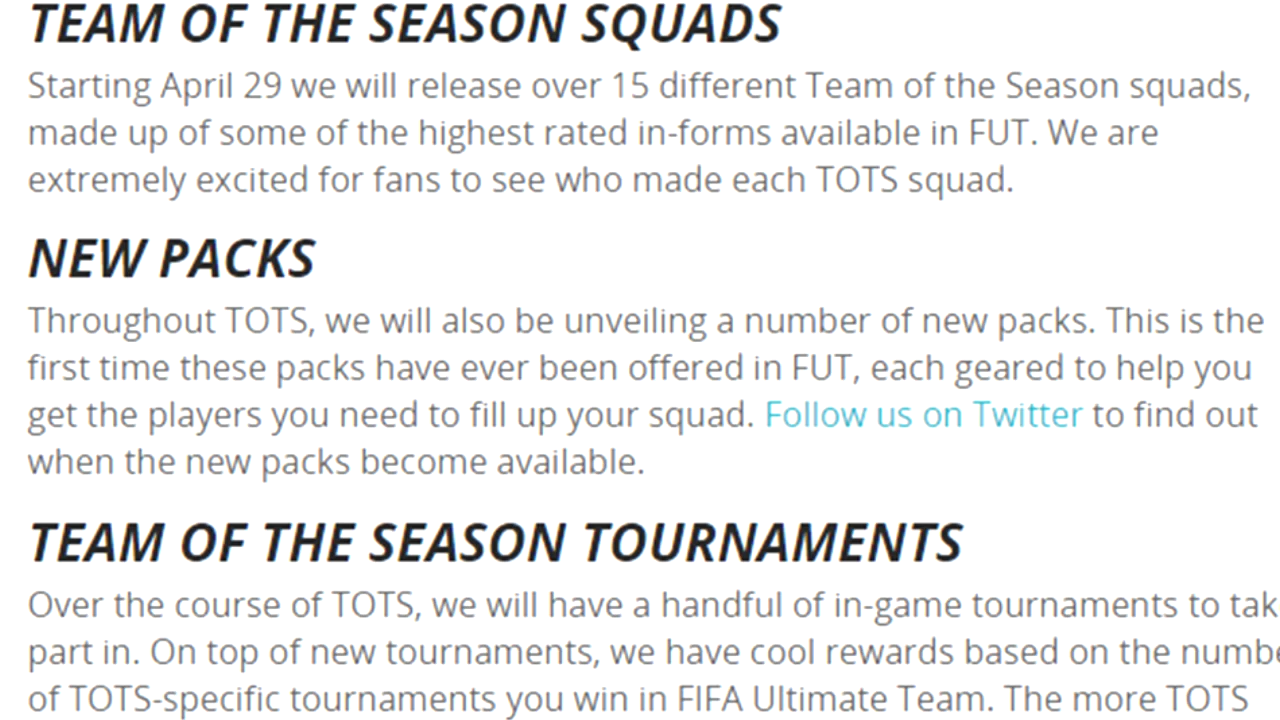 TEAM OF THE SEASON SQUADS
Starting April 29 we will release over 15 different Team of the Season squads,
made up of some of the highest rated in-forms available in FUT. We are
extremely excited for fans to see who made each TOTS squad.
NEW PACKS
Throughout TOTS, we will also be unveiling a number of new packs. This is the
first time these packs have ever been offered in FUT, each geared to help you
get the players you need to fill up your squad. Follow us on Twitter to find out
when the new packs become available.
TEAM OF THE SEASON TOURNAMENTS
Over the course of TOTS, we will have a handful of in-game tournaments to tak
part in. On top of new tournaments, we have cool rewards based on the numbe
of TOTS-specific tournaments you win in FIFA Ultimate Team. The more TOTS